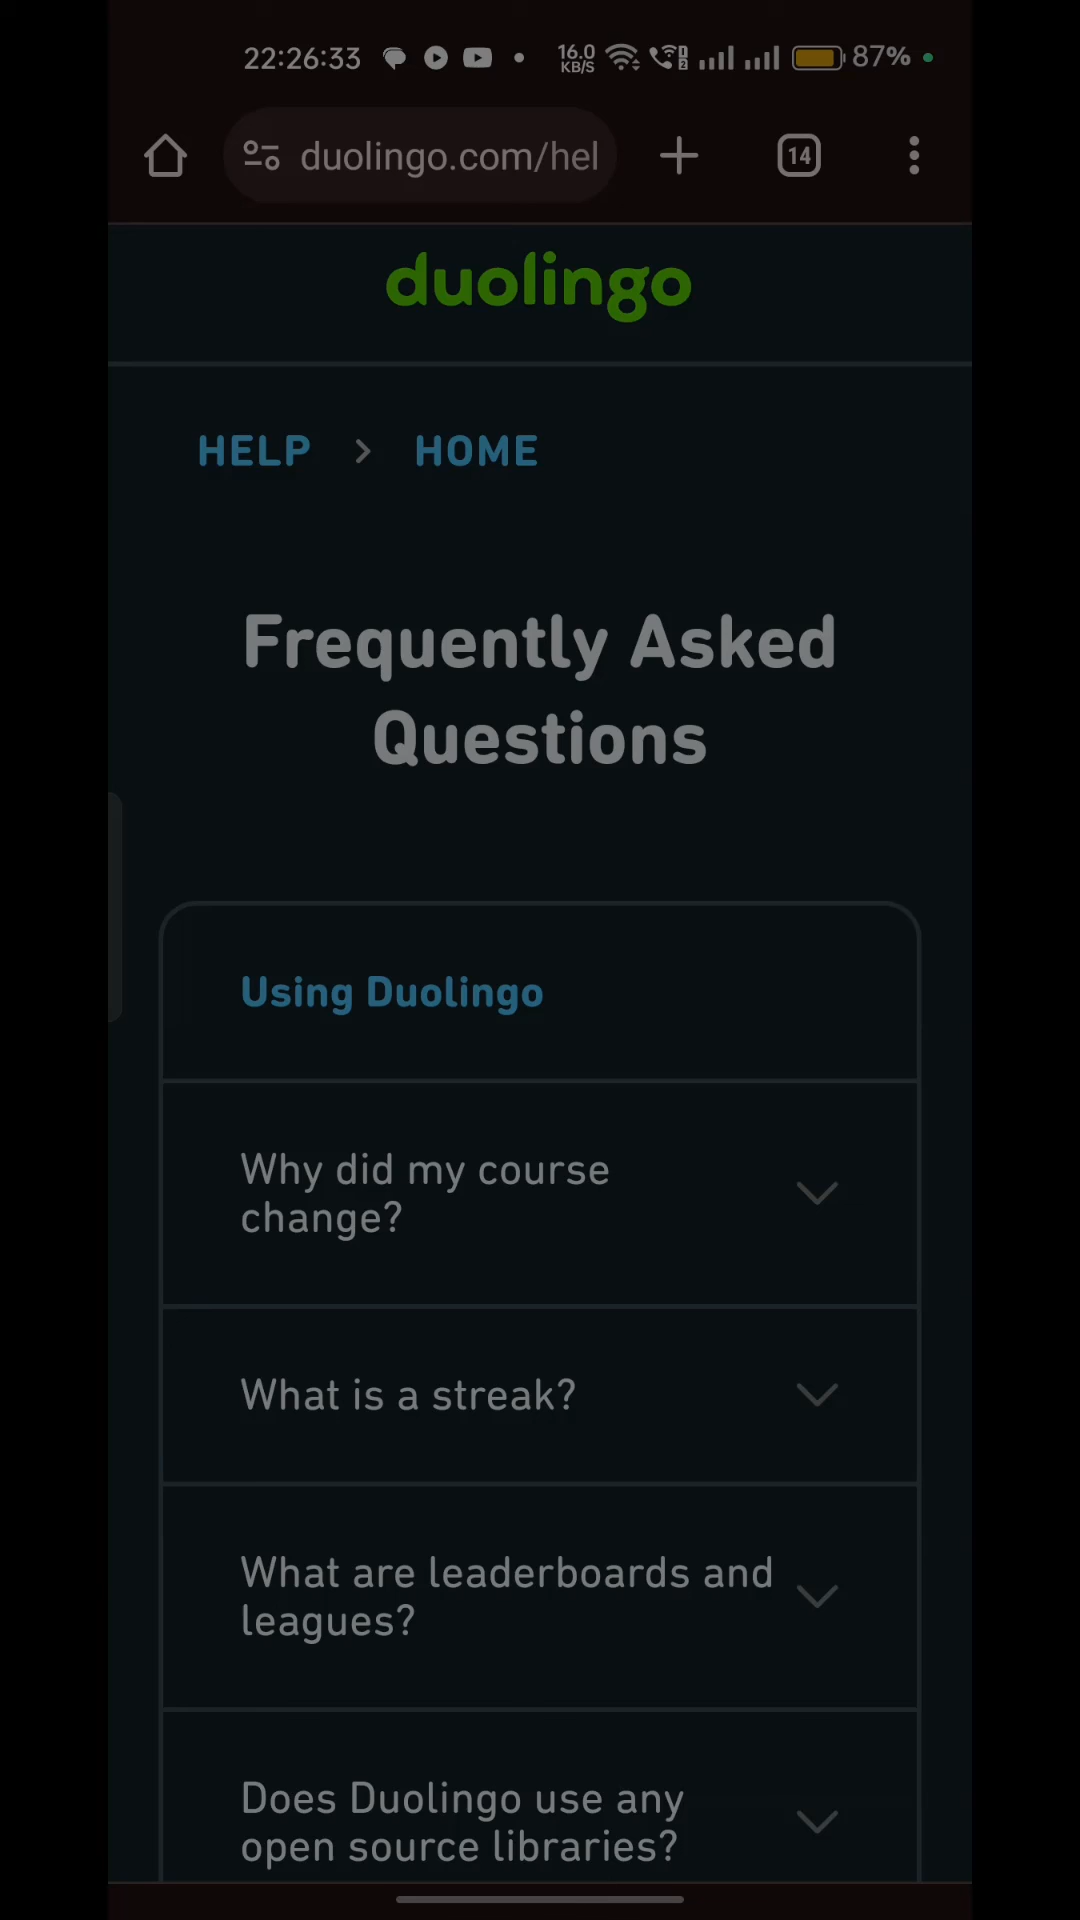 22:26:33 16.0 KB/S 87%
duolingo.com/hel 14
duolingo
HELP > HOME
Frequently Asked
Questions
Using Duolingo
Why did my course
change?
What is a streak?
What are leaderboards and
leagues?
Does Duolingo use any
open source libraries?